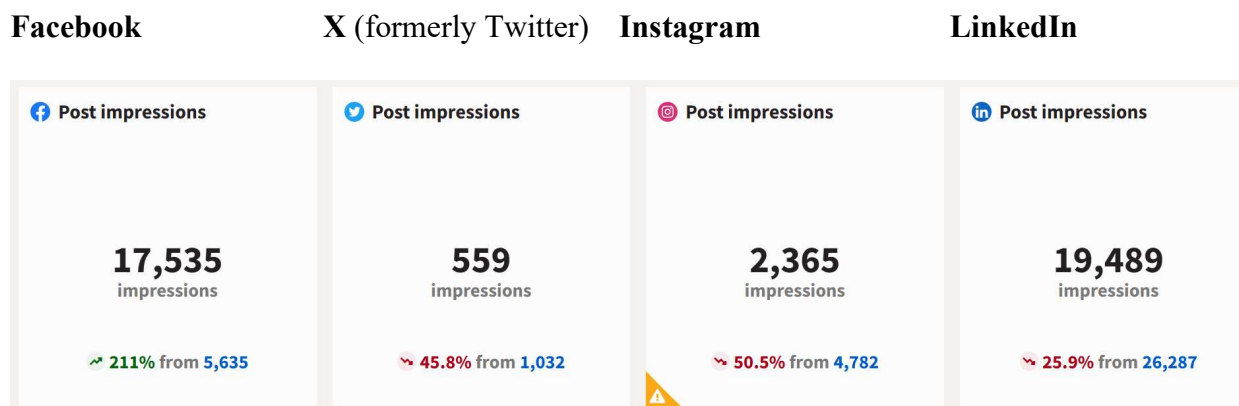 Facebook X (formerly Twitter) Instagram LinkedIn
Post impressions Post impressions Post impressions Post impressions
17,535 559 2,365 19,489
impressions impressions impressions impressions
211% from 5,635 45.8% from 1,032 50.5% from 4,782 25.9% from 26,287